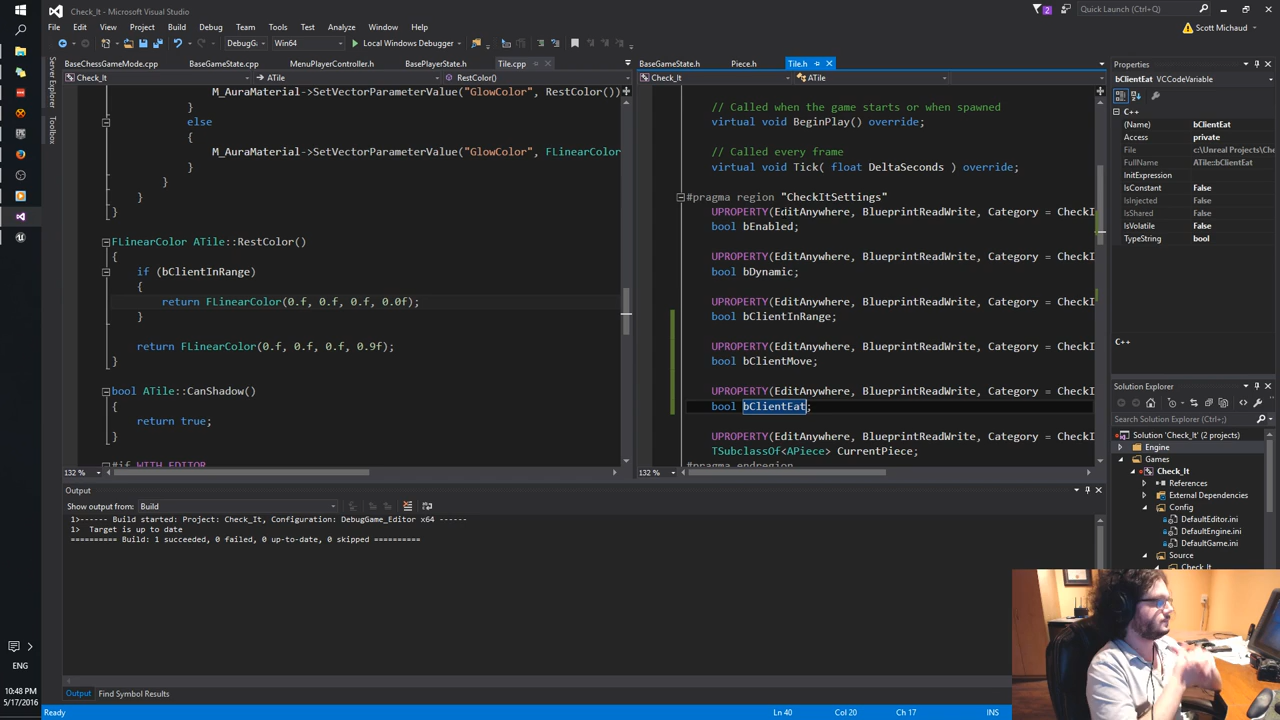 Check_It - Microsoft Visual Studio
2
Quick Launch (Ctrl+Q)
File Edit View Project Build Debug Team Tools Test Analyze Window Help
Scott Michaud
DebugG Win64 Local Windows Debugger
BaseChessGameMode.cpp BaseGameState.cpp MenuPlayerController.h BasePlayerState.h Tile.cpp
Check_It ATile RestColor()
M_AuraMaterial->SetVectorParameterValue("GlowColor", RestColor())
}
else
{
M_AuraMaterial->SetVectorParameterValue("GlowColor", FLinearColor
}
}
}
}
FLinearColor ATile::RestColor()
{
if (bClientInRange)
{
return FLinearColor(0.f, 0.f, 0.f, 0.0f);
}
return FLinearColor(0.f, 0.f, 0.f, 0.9f);
}
bool ATile::CanShadow()
{
return true;
}
#if WITH_EDITOR
132 %
BaseGameState.h Piece.h Tile.h
Check_It ATile
// Called when the game starts or when spawned
virtual void BeginPlay() override;
// Called every frame
virtual void Tick( float DeltaSeconds ) override;
#pragma region "CheckItSettings"
UPROPERTY(EditAnywhere, BlueprintReadWrite, Category = CheckI
bool bEnabled;
UPROPERTY(EditAnywhere, BlueprintReadWrite, Category = CheckI
bool bDynamic;
UPROPERTY(EditAnywhere, BlueprintReadWrite, Category = CheckI
bool bClientInRange;
UPROPERTY(EditAnywhere, BlueprintReadWrite, Category = CheckI
bool bClientMove;
UPROPERTY(EditAnywhere, BlueprintReadWrite, Category = CheckI
bool bClientEat;
UPROPERTY(EditAnywhere, BlueprintReadWrite, Category = CheckI
TSubclassOf<APiece> CurrentPiece;
#pragma endregion
132 %
Properties
bClientEat VCCodeVariable
C++
(Name) bClientEat
Access private
File c:\Unreal Projects\Che
FullName ATile::bClientEat
InitExpression
IsConstant False
IsInjected False
IsShared False
IsVolatile False
TypeString bool
C++
Solution Explorer
Search Solution Explorer (Ctrl+;)
Solution 'Check_It' (2 projects)
Engine
Games
Check_It
References
External Dependencies
Config
DefaultEditor.ini
DefaultEngine.ini
DefaultGame.ini
Source
Check_It
Server Explorer
Toolbox
Output
Show output from: Build
1>------ Build started: Project: Check_It, Configuration: DebugGame_Editor x64 ------
1> Target is up to date
========== Build: 1 succeeded, 0 failed, 0 up-to-date, 0 skipped ==========
Output Find Symbol Results
Ready Ln 40 Col 20 Ch 17 INS
ENG
10:48 PM
5/17/2016